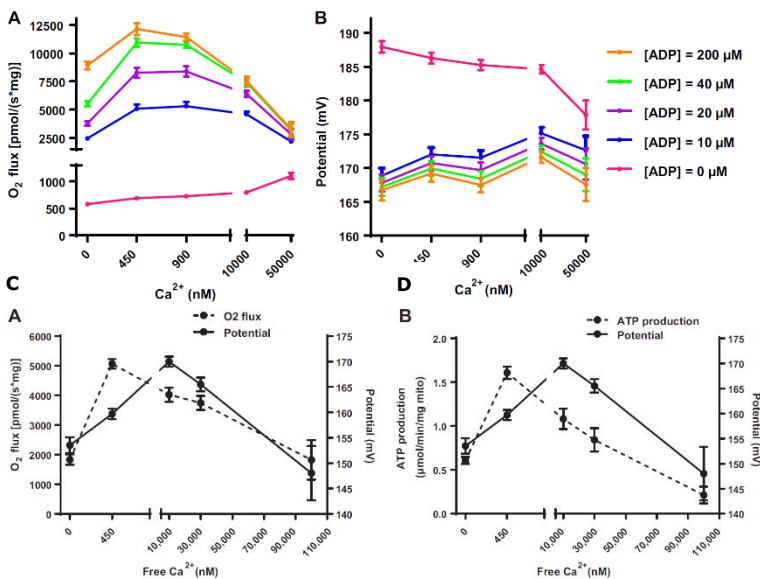 A
12500
10000
7500
5000
2500
1000
500
0
O2 flux [pmol/(s*mg)]
0
450
900
10000
50000
Ca2+ (nM)
B
190
185
180
175
170
165
160
Potential (mV)
0
150
900
10000
50000
Ca2+ (nM)
[ADP] = 200 µM
[ADP] = 40 µM
[ADP] = 20 µM
[ADP] = 10 µM
[ADP] = 0 µM
C
A
O2 flux
Potential
6000
5000
4000
3000
2000
1000
0
O2 flux [pmol/(s*mg)]
170
165
160
155
150
145
140
Potential (mV)
0
450
10,000
30,000
50,000
70,000
90,000
110,000
Free Ca2+ (nM)
D
B
ATP production
Potential
2.0
1.5
1.0
0.5
0.0
ATP production
(µmol/min/mg mito)
170
165
160
155
150
145
140
Potential (mV)
0
450
10,000
30,000
50,000
70,000
90,000
110,000
Free Ca2+ (nM)